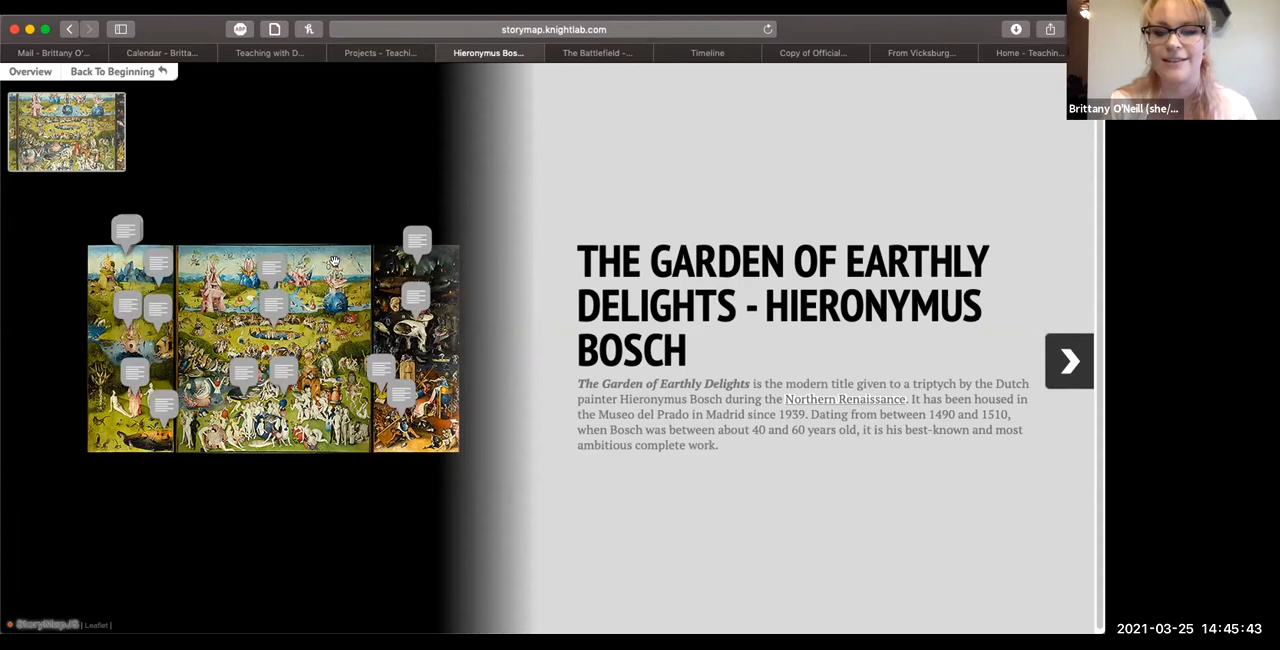 storymap.knightlab.com
ABP
Mail - Brittany O'...
Calendar - Britta...
Teaching with D...
Projects - Teachi...
Hieronymus Bos...
The Battlefield -...
Timeline
Copy of Official...
From Vicksburg...
Home - Teachin...
Overview
Back To Beginning
Brittany O'Neill (she/...
THE GARDEN OF EARTHLY
DELIGHTS - HIERONYMUS
BOSCH
The Garden of Earthly Delights is the modern title given to a triptych by the Dutch
painter Hieronymus Bosch during the Northern Renaissance. It has been housed in
the Museo del Prado in Madrid since 1939. Dating from between 1490 and 1510,
when Bosch was between about 40 and 60 years old, it is his best-known and most
ambitious complete work.
StoryMapJS | Leaflet |
2021-03-25 14:45:43